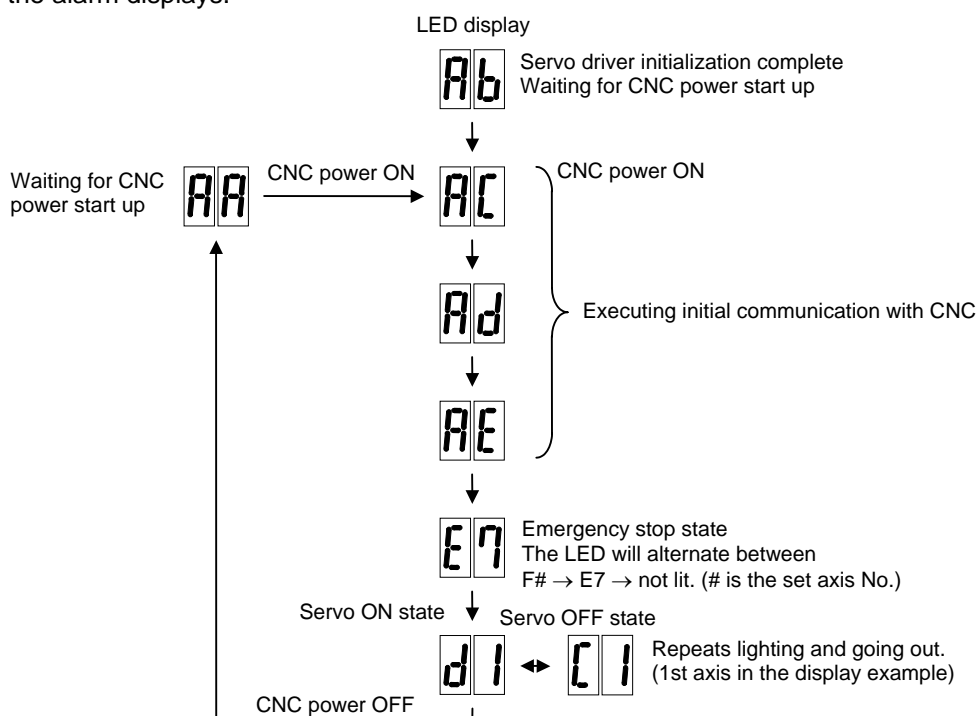 the alarm displays.
LED display
Ab
Servo driver initialization complete
Waiting for CNC power start up
Waiting for CNC
power start up
AA
CNC power ON
AC
CNC power ON
Ad
Executing initial communication with CNC
AE
E7
Emergency stop state
The LED will alternate between
F# → E7 → not lit. (# is the set axis No.)
Servo ON state
Servo OFF state
d1
C1
Repeats lighting and going out.
(1st axis in the display example)
CNC power OFF